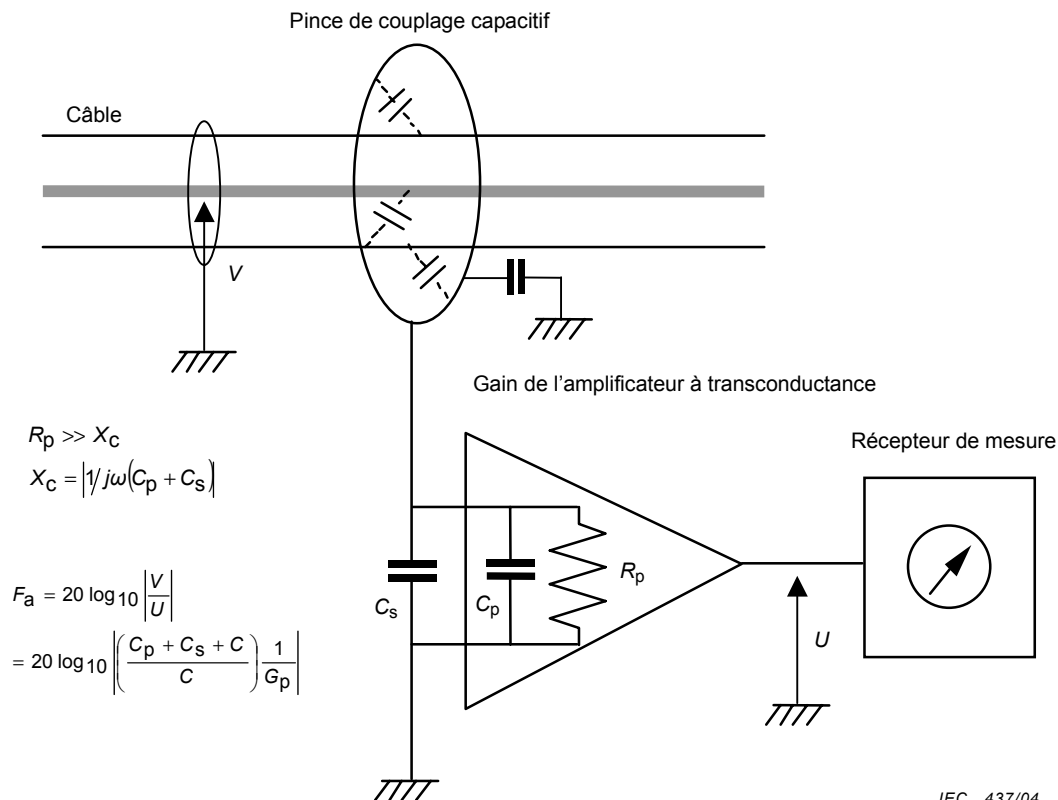 Pince de couplage capacitif
Câble
V
Gain de l'amplificateur à transconductance
Rp >> Xc
Xc = |1/jω(Cp + Cs)|
Récepteur de mesure
Fa = 20 log10 |V/U|
= 20 log10 |((Cp + Cs + C)/C) 1/Gp|
Cs
Cp
Rp
U
IEC 437/04